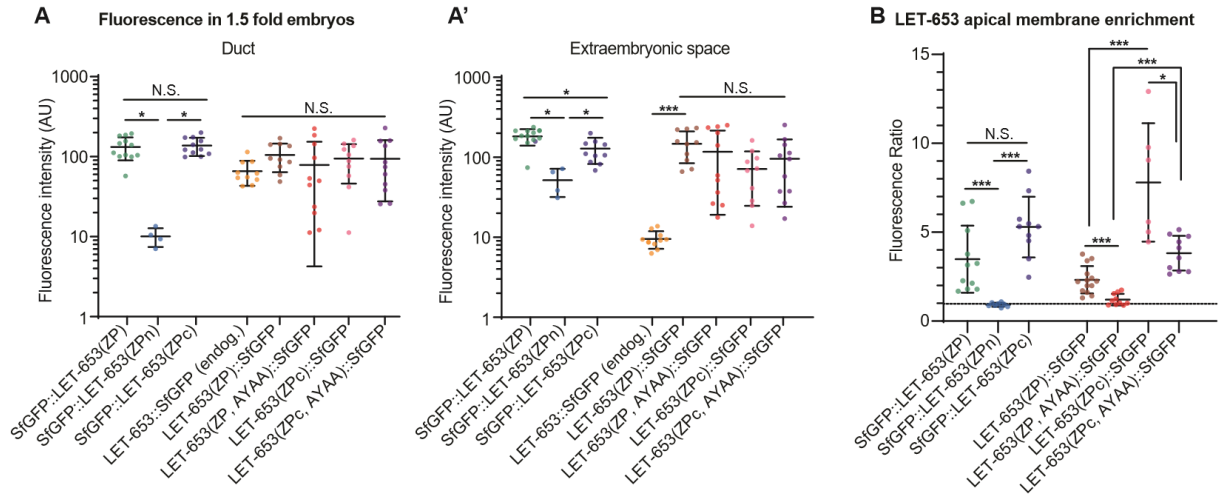 A
Fluorescence in 1.5 fold embryos
Duct
Fluorescence intensity (AU)
1000
100
10
1
N.S.
*
*
N.S.
SfGFP::LET-653(ZP)
SfGFP::LET-653(ZPn)
SfGFP::LET-653(ZPc)
LET-653::SfGFP (endog.)
LET-653(ZP)::SfGFP
LET-653(ZP, AYAA)::SfGFP
LET-653(ZPc)::SfGFP
LET-653(ZPc, AYAA)::SfGFP
A'
Extraembryonic space
Fluorescence intensity (AU)
1000
100
10
1
*
*
*
***
N.S.
SfGFP::LET-653(ZP)
SfGFP::LET-653(ZPn)
SfGFP::LET-653(ZPc)
LET-653::SfGFP (endog.)
LET-653(ZP)::SfGFP
LET-653(ZP, AYAA)::SfGFP
LET-653(ZPc)::SfGFP
LET-653(ZPc, AYAA)::SfGFP
B
LET-653 apical membrane enrichment
Fluorescence Ratio
15
10
5
0
***
***
*
N.S.
***
***
***
SfGFP::LET-653(ZP)
SfGFP::LET-653(ZPn)
SfGFP::LET-653(ZPc)
LET-653(ZP)::SfGFP
LET-653(ZP, AYAA)::SfGFP
LET-653(ZPc)::SfGFP
LET-653(ZPc, AYAA)::SfGFP